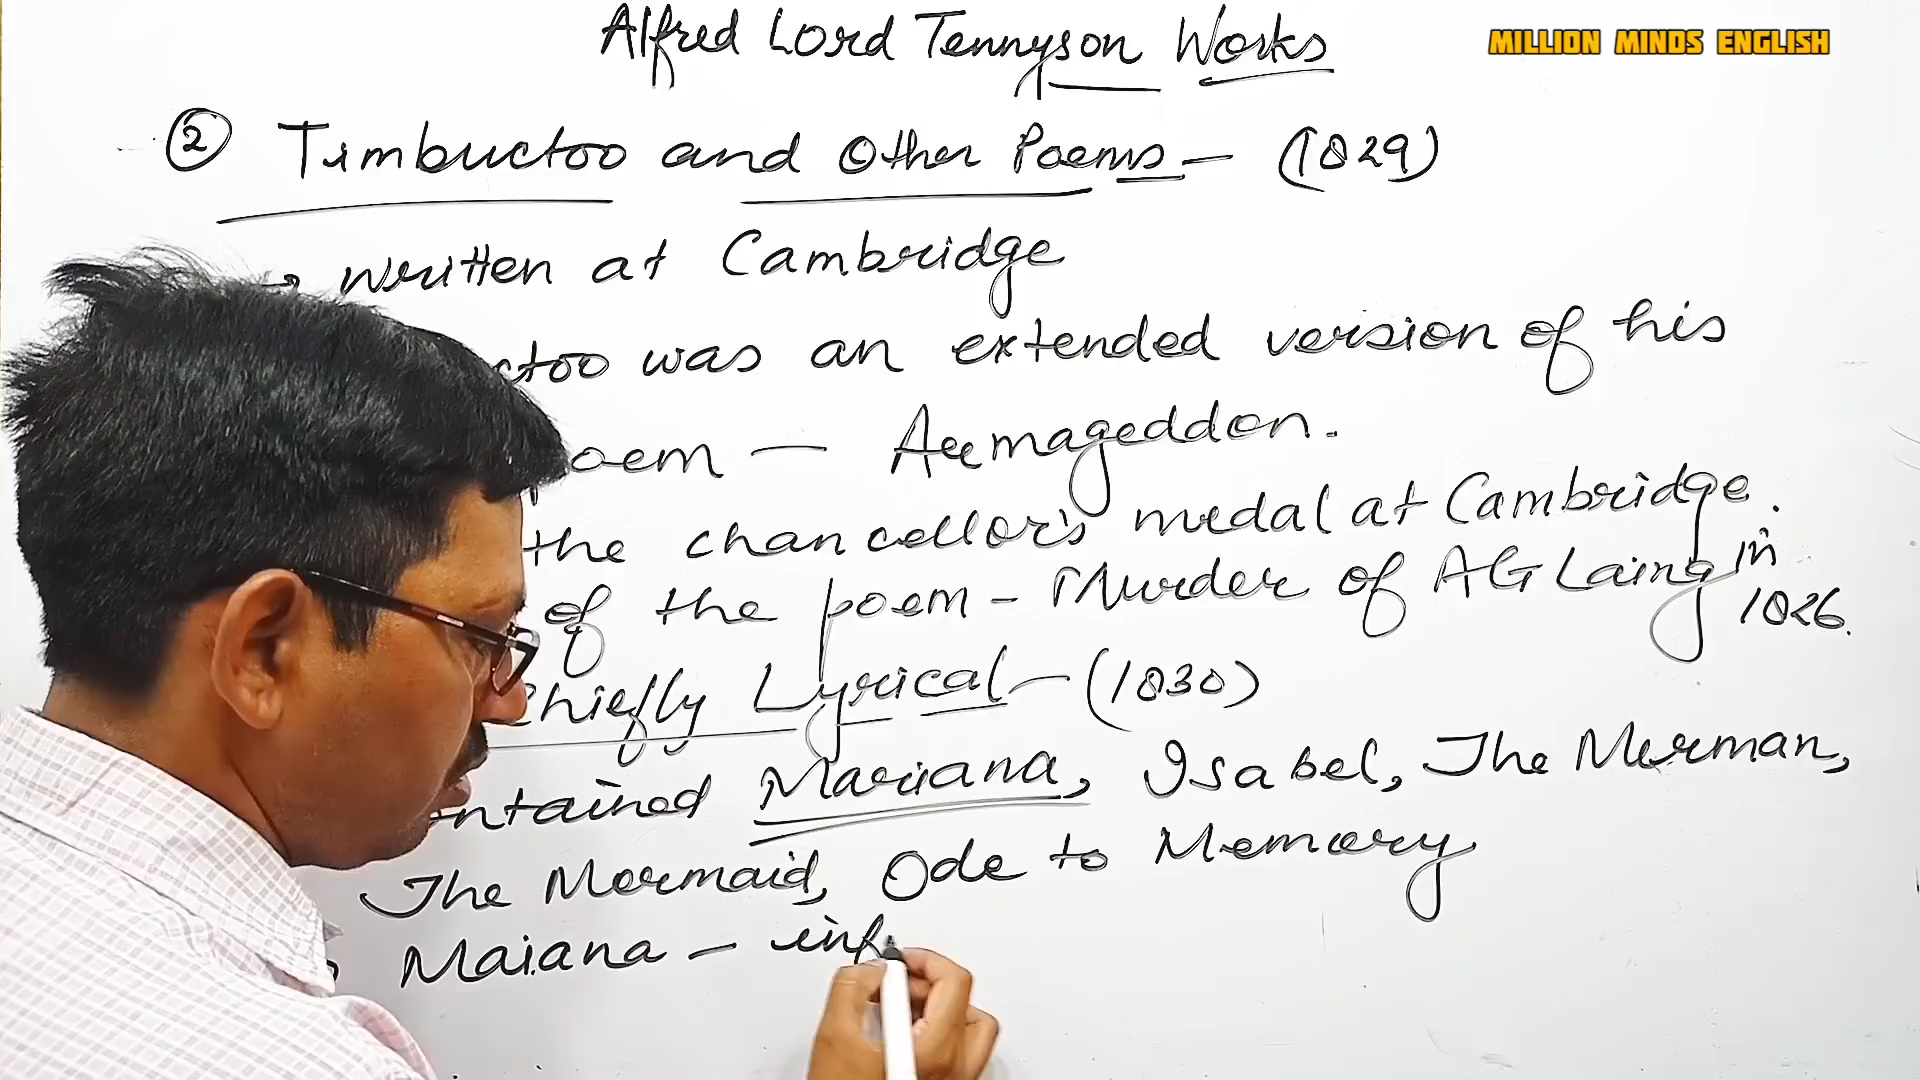 Alfred Lord Tennyson Works
MILLION MINDS ENGLISH
② Timbuctoo and Other Poems — (1829)
→ written at Cambridge
ctoo was an extended version of his
oem — Armageddon.
the chancellor's medal at Cambridge.
of the poem - Murder of AG Laing in 1826.
Chiefly Lyrical — (1830)
ntained Mariana, Isabel, The Merman,
The Mermaid, Ode to Memory
Maiana — inf